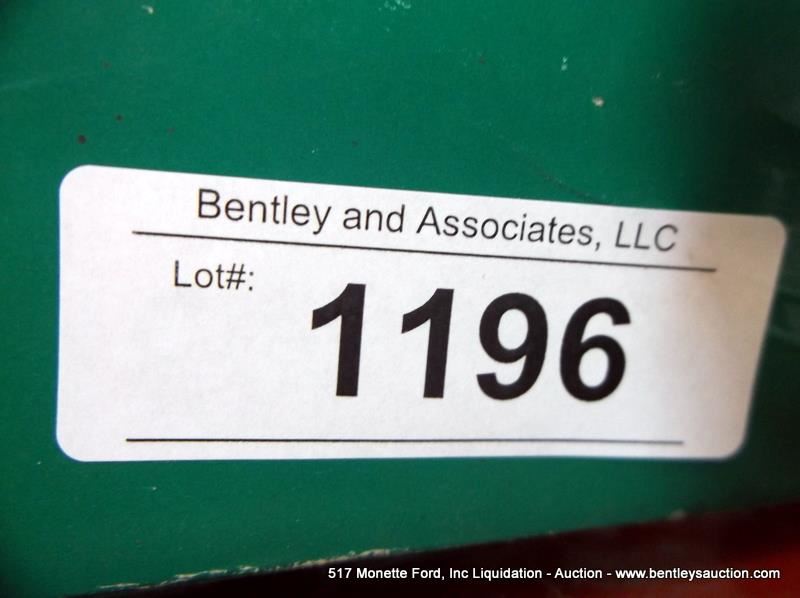 Bentley and Associates, LLC
Lot#:
1196
517 Monette Ford, Inc Liquidation - Auction - www.bentleysauction.com